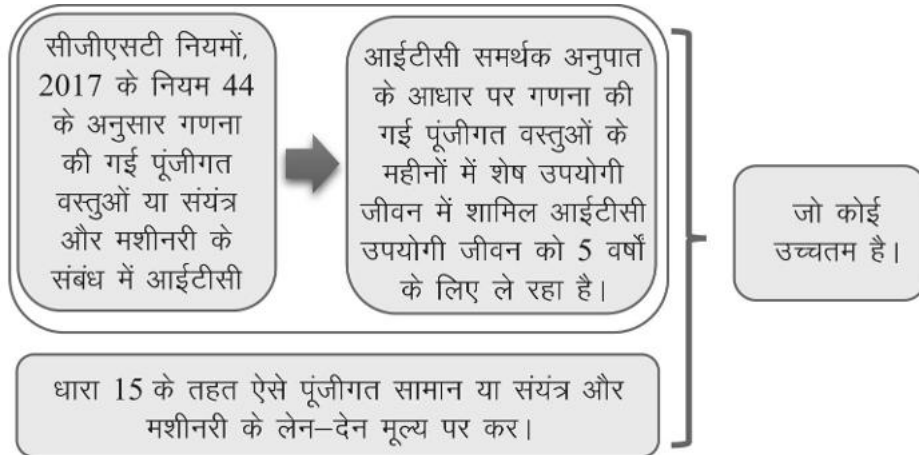 सीजीएसटी नियमों,
2017 के नियम 44
के अनुसार गणना
की गई पूंजीगत
वस्तुओं या संयंत्र
और मशीनरी के
संबंध में आईटीसी
आईटीसी समर्थक अनुपात
के आधार पर गणना की
गई पूंजीगत वस्तुओं के
महीनों में शेष उपयोगी
जीवन में शामिल आईटीसी
उपयोगी जीवन को 5 वर्षों
के लिए ले रहा है।
जो कोई
उच्चतम है।
धारा 15 के तहत ऐसे पूंजीगत सामान या संयंत्र और
मशीनरी के लेन–देन मूल्य पर कर।